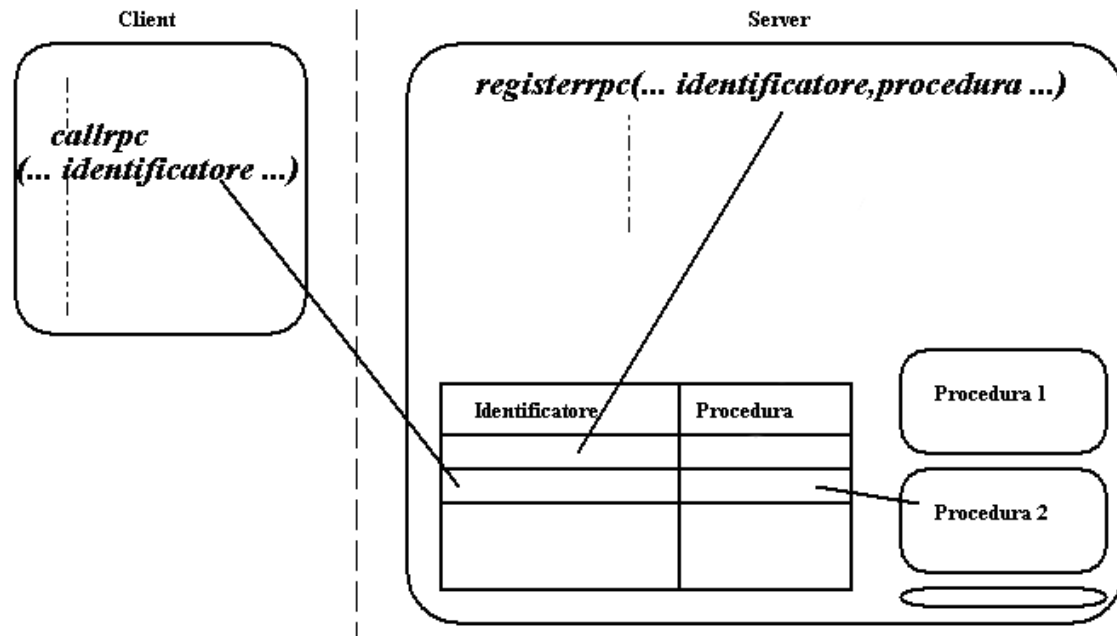 Client
Server
callrpc
(... identificatore ...)
registerrpc(... identificatore,procedura ...)
Identificatore
Procedura
Procedura 1
Procedura 2